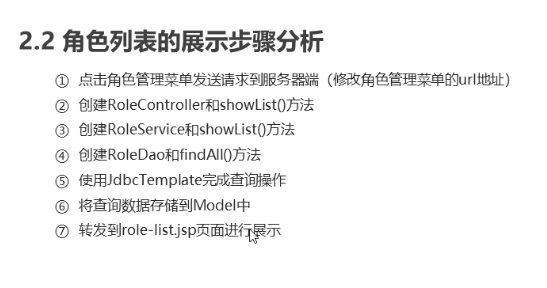 2.2 角色列表的展示步骤分析
① 点击角色管理菜单发送请求到服务器端（修改角色管理菜单的url地址）
② 创建RoleController和showList()方法
③ 创建RoleService和showList()方法
④ 创建RoleDao和findAll()方法
⑤ 使用JdbcTemplate完成查询操作
⑥ 将查询数据存储到Model中
⑦ 转发到role-list.jsp页面进行展示